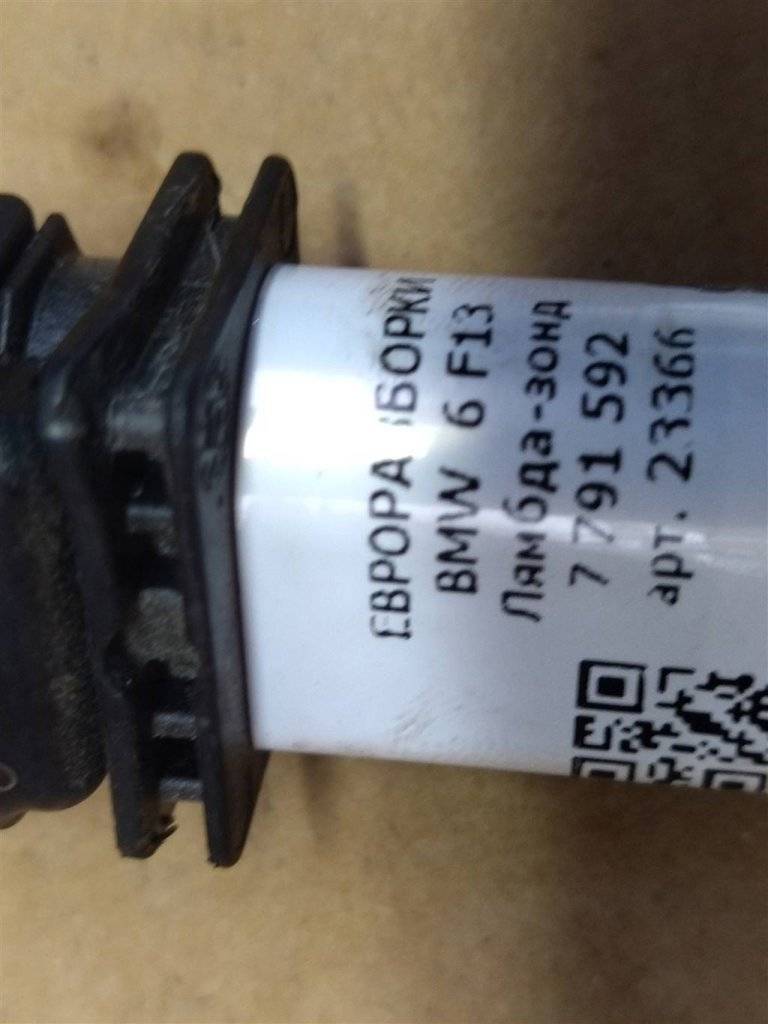 ЕВРОРАЗБОРКИ
BMW 6 F13
Лямбда-зонд
7 791 592
арт. 23366